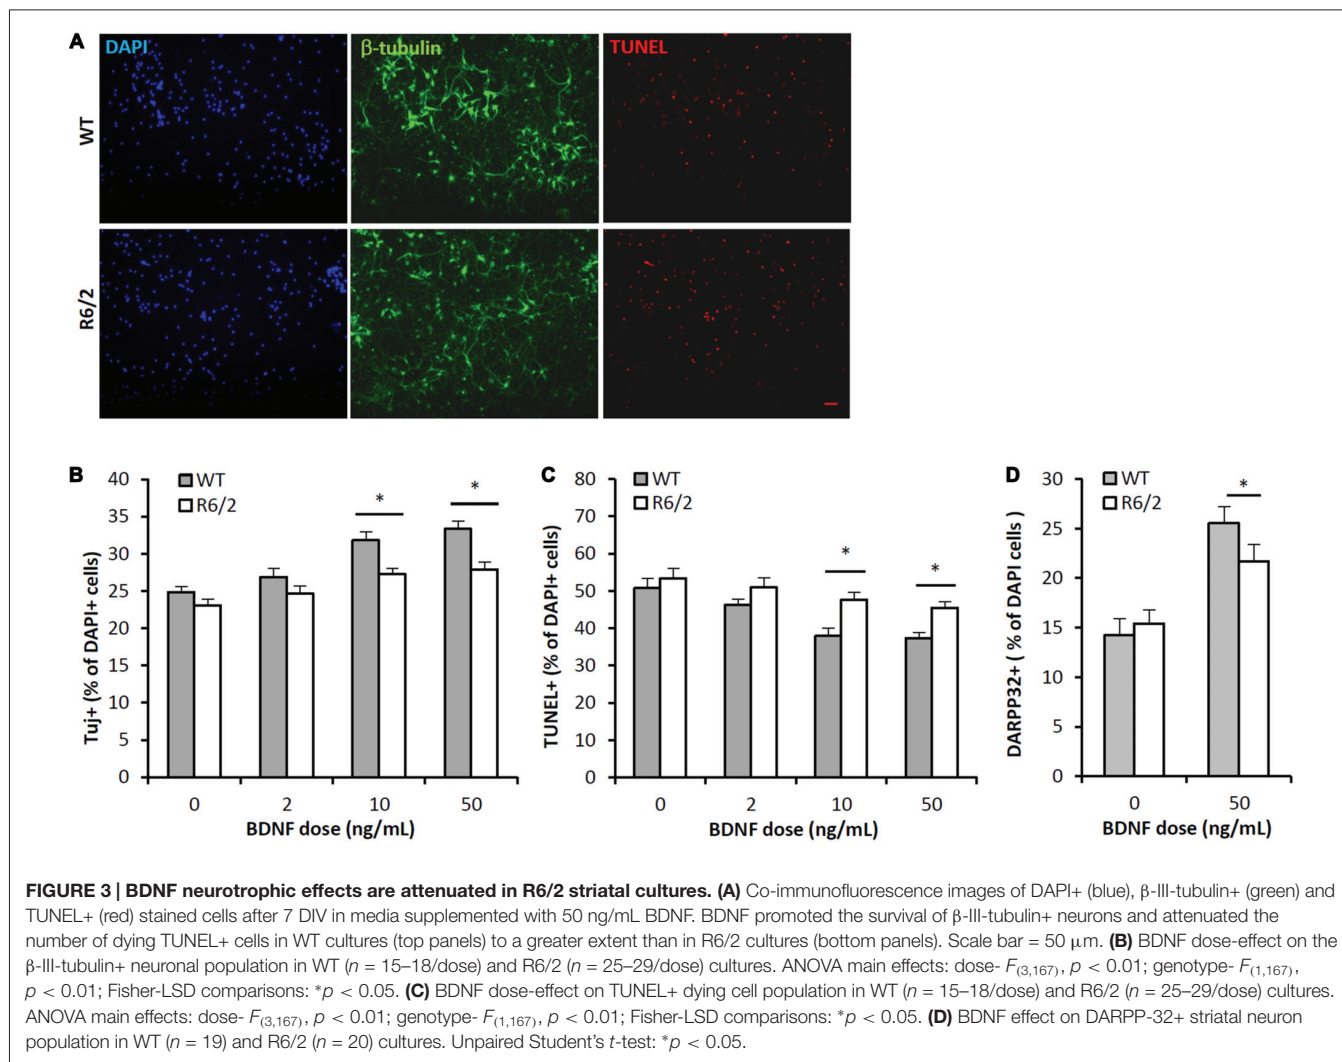 A
DAPI
β-tubulin
TUNEL
WT
R6/2
B
WT
R6/2
Tuj+ (% of DAPI+ cells)
40
35
30
25
20
15
10
5
0
*
*
0 2 10 50
BDNF dose (ng/mL)
C
WT
R6/2
TUNEL+ (% of DAPI+ cells)
80
70
60
50
40
30
20
10
0
*
*
0 2 10 50
BDNF dose (ng/mL)
D
WT
R6/2
DARPP32+ ( % of DAPI cells )
30
25
20
15
10
5
0
*
0 50
BDNF dose (ng/mL)
FIGURE 3 | BDNF neurotrophic effects are attenuated in R6/2 striatal cultures. (A) Co-immunofluorescence images of DAPI+ (blue), β-III-tubulin+ (green) and
TUNEL+ (red) stained cells after 7 DIV in media supplemented with 50 ng/mL BDNF. BDNF promoted the survival of β-III-tubulin+ neurons and attenuated the
number of dying TUNEL+ cells in WT cultures (top panels) to a greater extent than in R6/2 cultures (bottom panels). Scale bar = 50 μm. (B) BDNF dose-effect on the
β-III-tubulin+ neuronal population in WT (n = 15–18/dose) and R6/2 (n = 25–29/dose) cultures. ANOVA main effects: dose- F(3,167), p < 0.01; genotype- F(1,167),
p < 0.01; Fisher-LSD comparisons: *p < 0.05. (C) BDNF dose-effect on TUNEL+ dying cell population in WT (n = 15–18/dose) and R6/2 (n = 25–29/dose) cultures.
ANOVA main effects: dose- F(3,167), p < 0.01; genotype- F(1,167), p < 0.01; Fisher-LSD comparisons: *p < 0.05. (D) BDNF effect on DARPP-32+ striatal neuron
population in WT (n = 19) and R6/2 (n = 20) cultures. Unpaired Student's t-test: *p < 0.05.